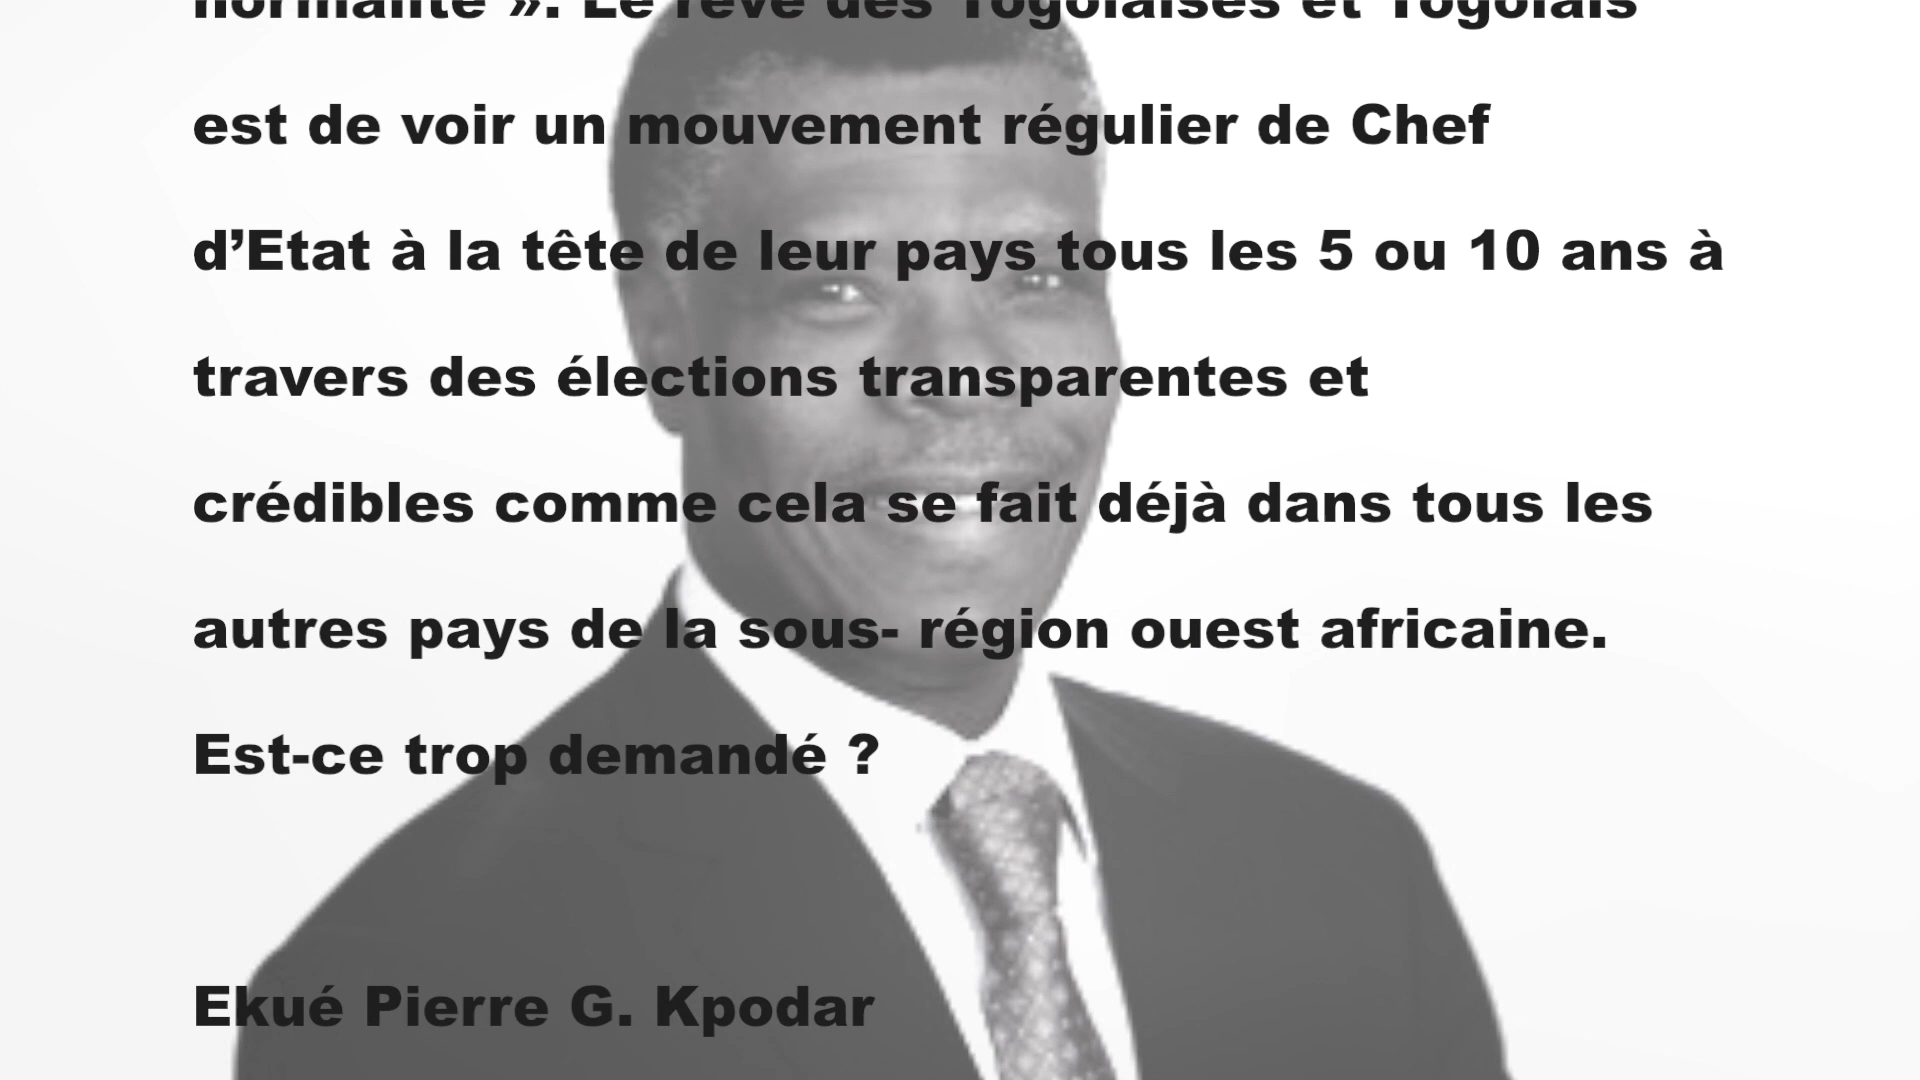 normalité ». Le rêve des Togolaises et Togolais
est de voir un mouvement régulier de Chef
d’Etat à la tête de leur pays tous les 5 ou 10 ans à
travers des élections transparentes et
crédibles comme cela se fait déjà dans tous les
autres pays de la sous- région ouest africaine.
Est-ce trop demandé ?
Ekué Pierre G. Kpodar